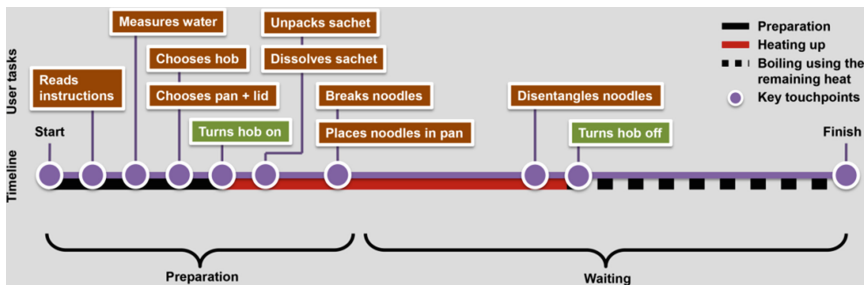 User tasks
Timeline
Measures water
Unpacks sachet
Chooses hob
Dissolves sachet
Reads
instructions
Chooses pan + lid
Breaks noodles
Disentangles noodles
Start
Turns hob on
Places noodles in pan
Turns hob off
Finish
Preparation
Heating up
Boiling using the
remaining heat
Key touchpoints
Preparation
Waiting